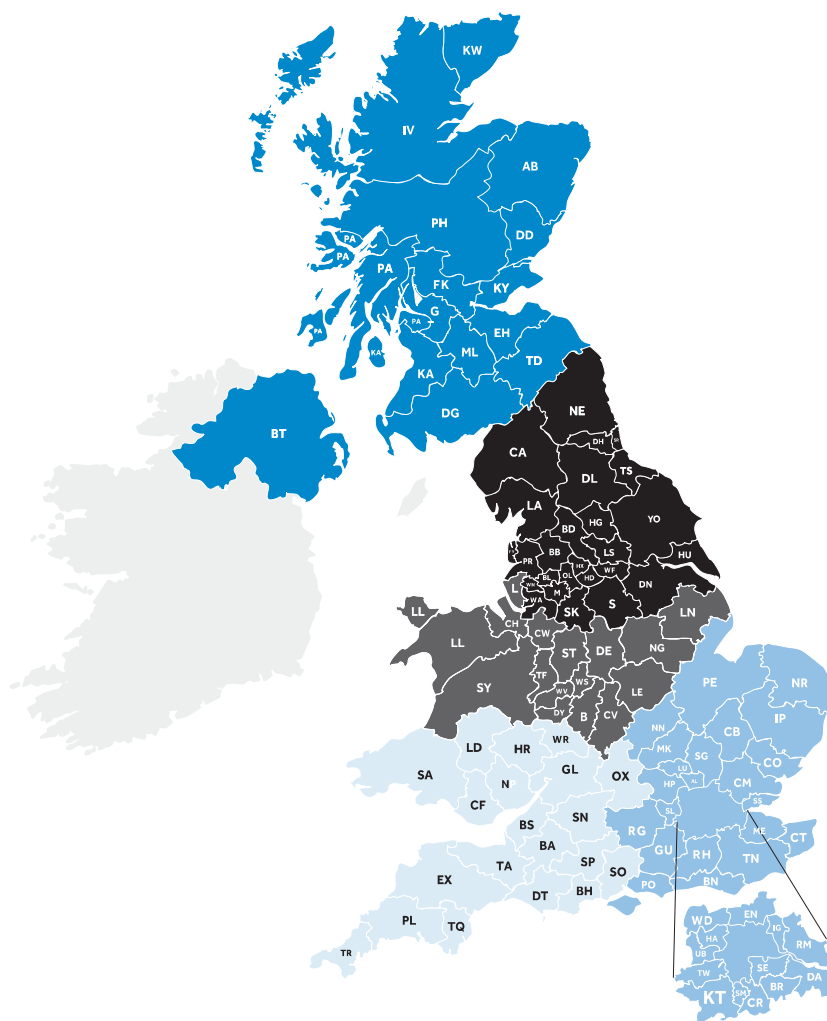 KW
IV
AB
PH
DD
PA
PA
PA
FK
KY
G
PA
PA
EH
ML
TD
KA
KA
DG
NE
BT
DH
SR
CA
TS
DL
LA
YO
HG
BD
BB
LS
HU
PR
HX
WF
OL
BL
HD
DN
WN
M
WA
L
SK
S
LL
LN
CH
CW
LL
ST
DE
NG
TF
WS
SY
WV
LE
PE
NR
DY
B
CV
IP
NN
CB
WR
LD
HR
MK
SG
CO
GL
LU
SA
OX
AL
HP
CM
NP
CF
SS
SL
SN
BS
RG
ME
CT
BA
GU
RH
TN
TA
SP
SO
EX
PO
BN
DT
BH
PL
TQ
TR
WD
EN
IG
HA
RM
UB
SE
TW
DA
BR
KT
SM
CR